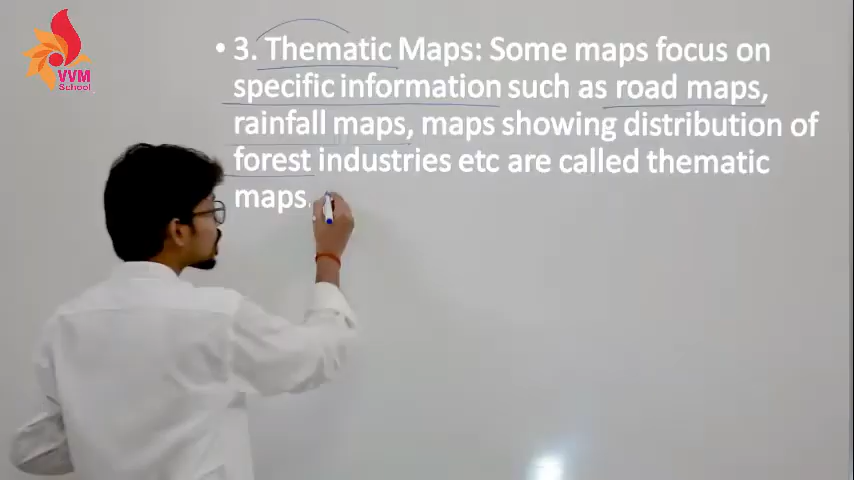 VVM
School
• 3. Thematic Maps: Some maps focus on
specific information such as road maps,
rainfall maps, maps showing distribution of
forest industries etc are called thematic
maps.